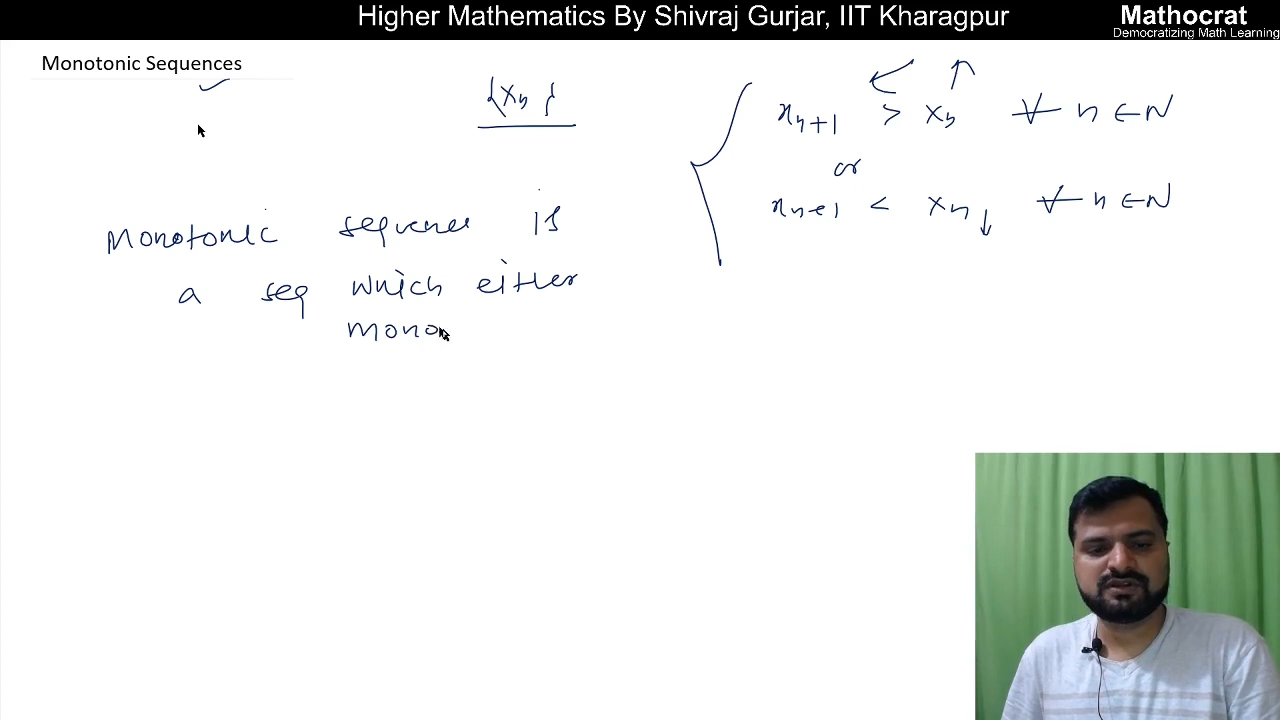 Higher Mathematics By Shivraj Gurjar, IIT Kharagpur
Mathocrat
Democratizing Math Learning
Monotonic Sequences
{xn}
xn+1 > xn ∀ n ∈ N
or
xn+1 < xn ↓ ∀ n ∈ N
Monotonic sequence is
a seq which either
mono